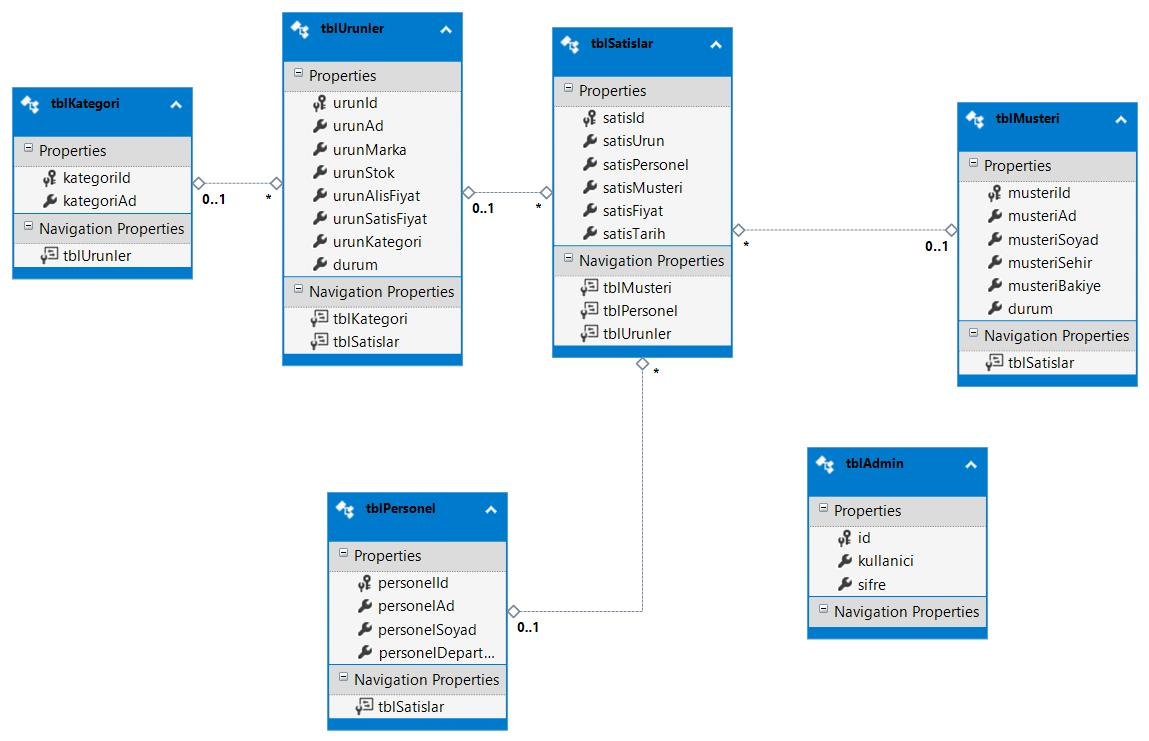 tblKategori
Properties
kategoriId
kategoriAd
Navigation Properties
tblUrunler
0..1
*
tblUrunler
Properties
urunId
urunAd
urunMarka
urunStok
urunAlisFiyat
urunSatisFiyat
urunKategori
durum
Navigation Properties
tblKategori
tblSatislar
0..1
*
tblSatislar
Properties
satisId
satisUrun
satisPersonel
satisMusteri
satisFiyat
satisTarih
Navigation Properties
tblMusteri
tblPersonel
tblUrunler
*
0..1
tblMusteri
Properties
musteriId
musteriAd
musteriSoyad
musteriSehir
musteriBakiye
durum
Navigation Properties
tblSatislar
*
0..1
tblPersonel
Properties
personelId
personelAd
personelSoyad
personelDepart...
Navigation Properties
tblSatislar
tblAdmin
Properties
id
kullanici
sifre
Navigation Properties